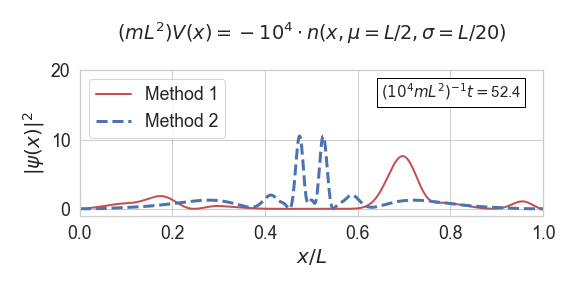 (mL²)V(x) = −10⁴ · n(x, μ = L/2, σ = L/20)
20
10
0
|ψ(x)|²
Method 1
Method 2
(10⁴mL²)⁻¹t = 52.4
0.0 0.2 0.4 0.6 0.8 1.0
x/L